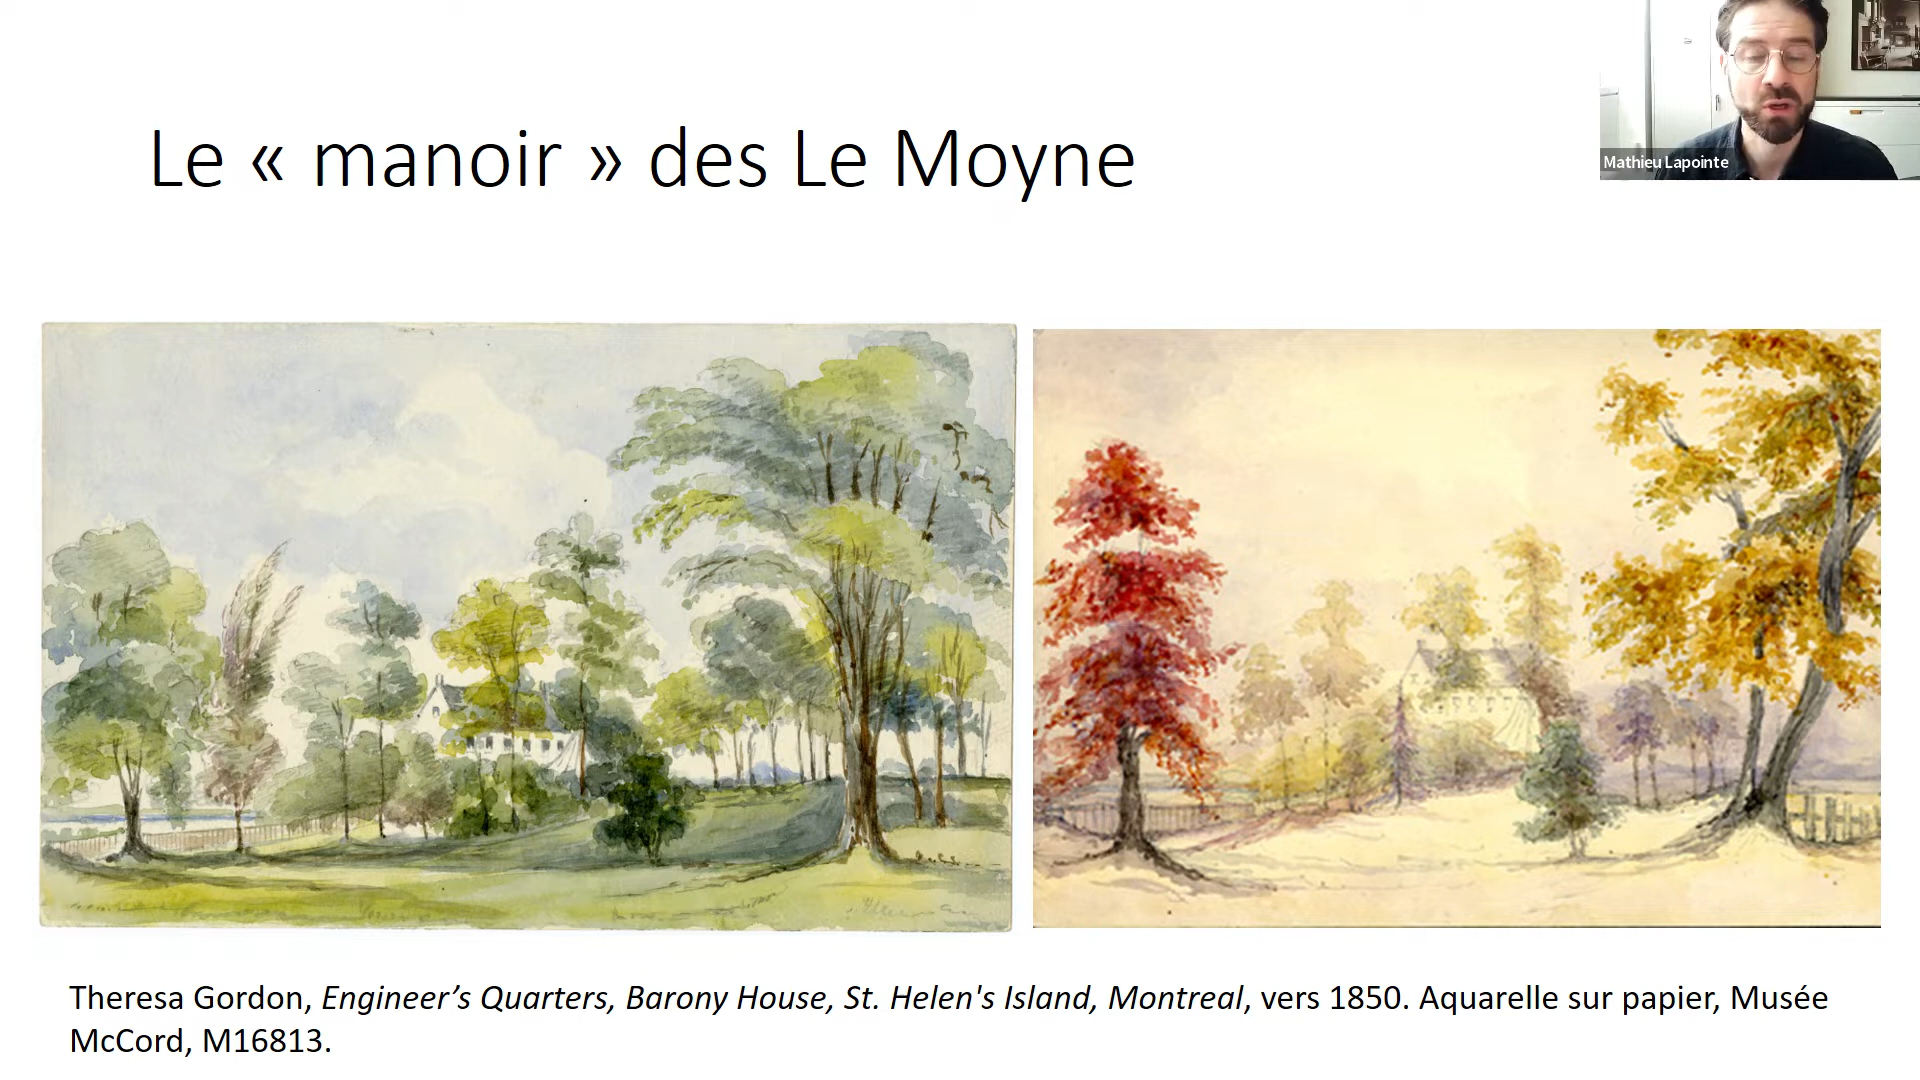 Le « manoir » des Le Moyne
Mathieu Lapointe
Theresa Gordon, Engineer’s Quarters, Barony House, St. Helen's Island, Montreal, vers 1850. Aquarelle sur papier, Musée
McCord, M16813.